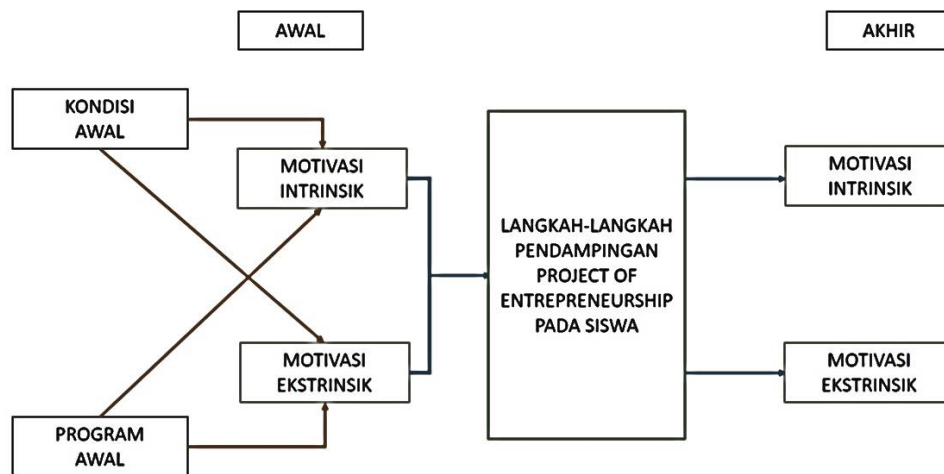 AWAL
AKHIR
KONDISI
AWAL
MOTIVASI
INTRINSIK
MOTIVASI
EKSTRINSIK
PROGRAM
AWAL
LANGKAH-LANGKAH
PENDAMPINGAN
PROJECT OF
ENTREPRENEURSHIP
PADA SISWA
MOTIVASI
INTRINSIK
MOTIVASI
EKSTRINSIK